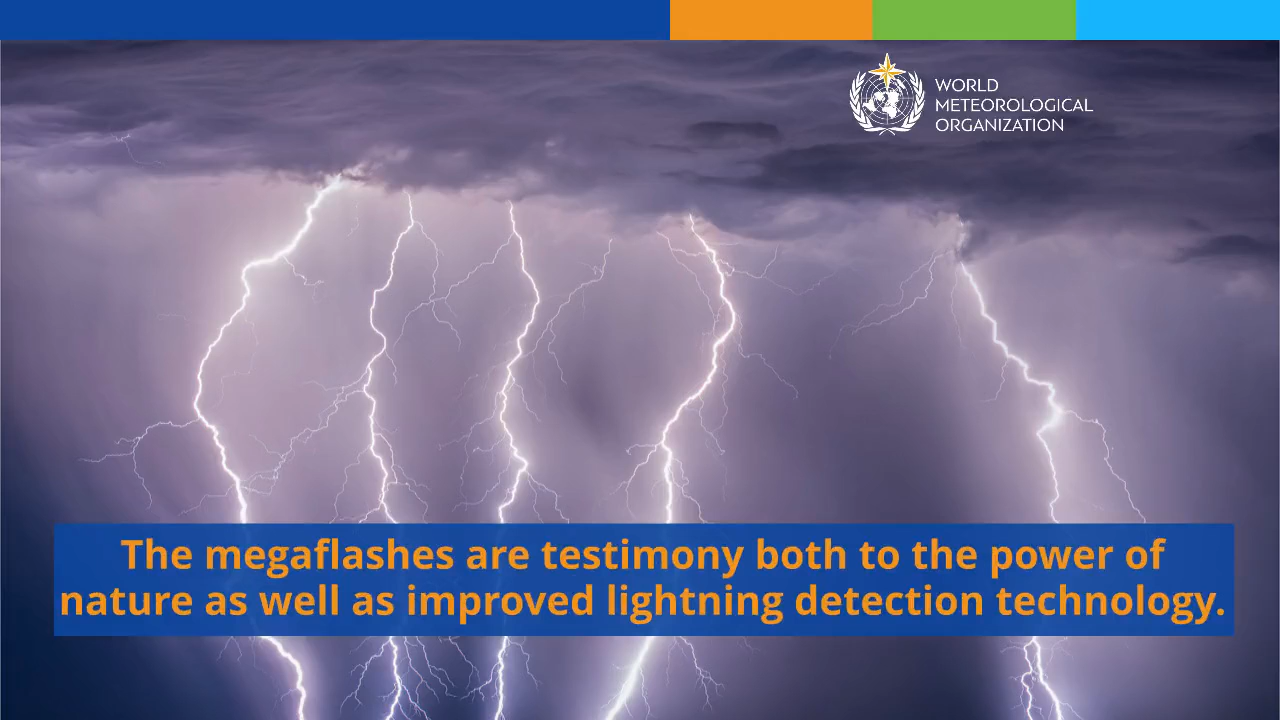 WORLD
METEOROLOGICAL
ORGANIZATION
The megaflashes are testimony both to the power of
nature as well as improved lightning detection technology.